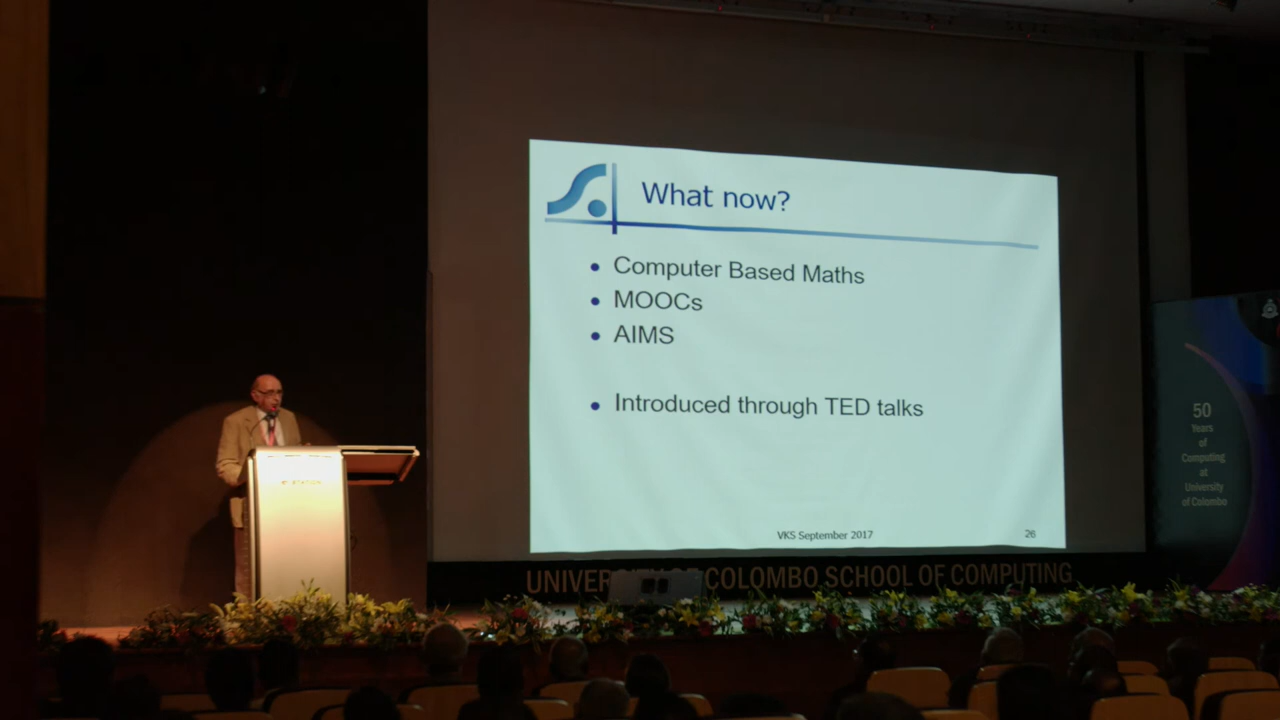 What now?
Computer Based Maths
MOOCs
AIMS
Introduced through TED talks
VKS September 2017
26
50
Years
of
Computing
at
University
of Colombo
COLOMBO SCHOOL OF COMPUTING